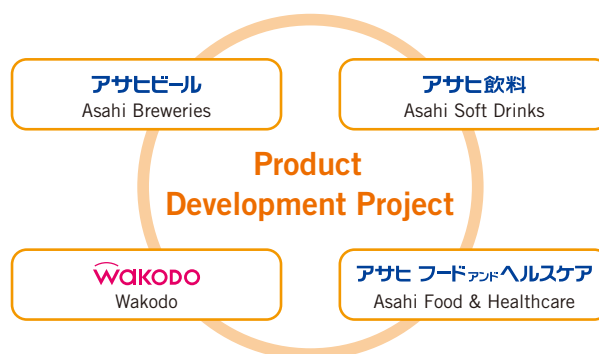 アサヒビール
Asahi Breweries
アサヒ飲料
Asahi Soft Drinks
Product
Development Project
WaKODO
Wakodo
アサヒ フードアンドヘルスケア
Asahi Food & Healthcare